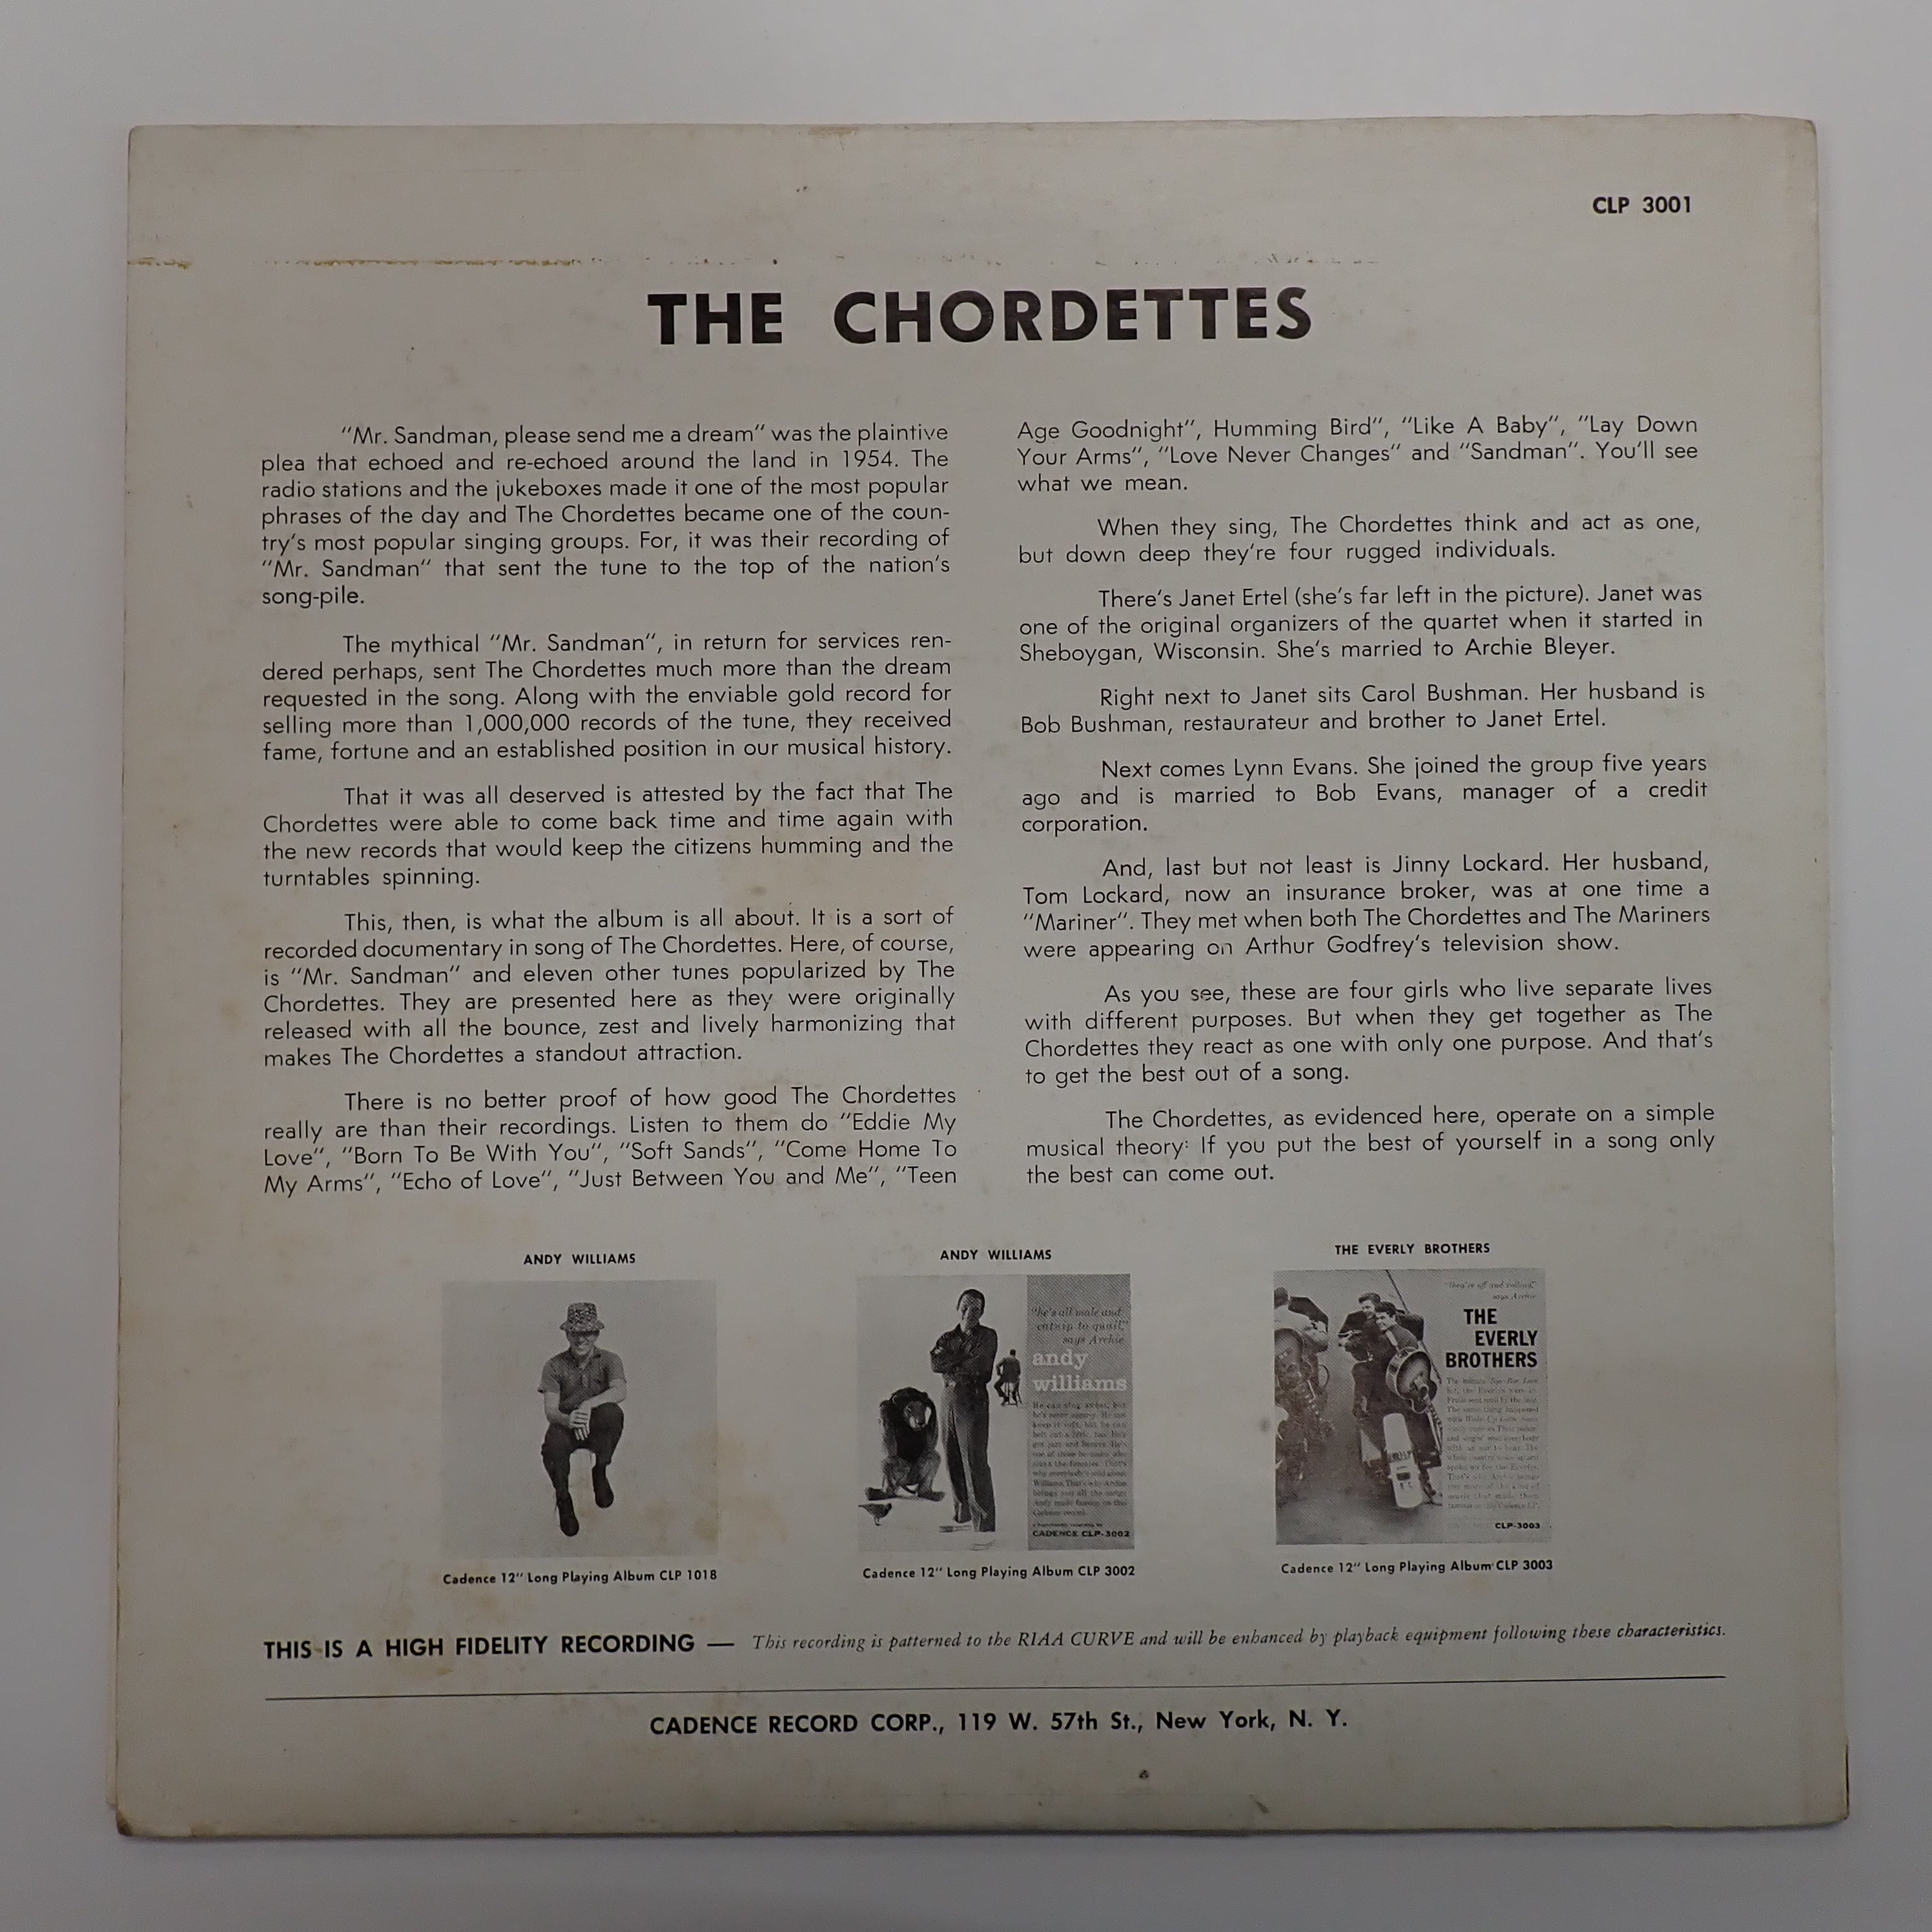 CLP 3001
THE CHORDETTES
"Mr. Sandman, please send me a dream" was the plaintive
plea that echoed and re-echoed around the land in 1954. The
radio stations and the jukeboxes made it one of the most popular
phrases of the day and The Chordettes became one of the coun-
try's most popular singing groups. For, it was their recording of
"Mr. Sandman" that sent the tune to the top of the nation's
song-pile.
The mythical "Mr. Sandman", in return for services ren-
dered perhaps, sent The Chordettes much more than the dream
requested in the song. Along with the enviable gold record for
selling more than 1,000,000 records of the tune, they received
fame, fortune and an established position in our musical history.
That it was all deserved is attested by the fact that The
Chordettes were able to come back time and time again with
the new records that would keep the citizens humming and the
turntables spinning.
This, then, is what the album is all about. It is a sort of
recorded documentary in song of The Chordettes. Here, of course,
is "Mr. Sandman" and eleven other tunes popularized by The
Chordettes. They are presented here as they were originally
released with all the bounce, zest and lively harmonizing that
makes The Chordettes a standout attraction.
There is no better proof of how good The Chordettes
really are than their recordings. Listen to them do "Eddie My
Love", "Born To Be With You", "Soft Sands", "Come Home To
My Arms", "Echo of Love", "Just Between You and Me", "Teen
Age Goodnight", Humming Bird", "Like A Baby", "Lay Down
Your Arms", "Love Never Changes" and "Sandman". You'll see
what we mean.
When they sing, The Chordettes think and act as one,
but down deep they're four rugged individuals.
There's Janet Ertel (she's far left in the picture). Janet was
one of the original organizers of the quartet when it started in
Sheboygan, Wisconsin. She's married to Archie Bleyer.
Right next to Janet sits Carol Bushman. Her husband is
Bob Bushman, restaurateur and brother to Janet Ertel.
Next comes Lynn Evans. She joined the group five years
ago and is married to Bob Evans, manager of a credit
corporation.
And, last but not least is Jinny Lockard. Her husband,
Tom Lockard, now an insurance broker, was at one time a
"Mariner". They met when both The Chordettes and The Mariners
were appearing on Arthur Godfrey's television show.
As you see, these are four girls who live separate lives
with different purposes. But when they get together as The
Chordettes they react as one with only one purpose. And that's
to get the best out of a song.
The Chordettes, as evidenced here, operate on a simple
musical theory: If you put the best of yourself in a song only
the best can come out.
ANDY WILLIAMS
Cadence 12" Long Playing Album CLP 1018
ANDY WILLIAMS
"he's all male and
catnip to quail,"
says Archie
andy
williams
CADENCE CLP-3002
Cadence 12" Long Playing Album CLP 3002
THE EVERLY BROTHERS
"they're off and rolling,"
says Archie
THE
EVERLY
BROTHERS
CLP-3003
Cadence 12" Long Playing Album CLP 3003
THIS IS A HIGH FIDELITY RECORDING — This recording is patterned to the RIAA CURVE and will be enhanced by playback equipment following these characteristics.
CADENCE RECORD CORP., 119 W. 57th St., New York, N. Y.